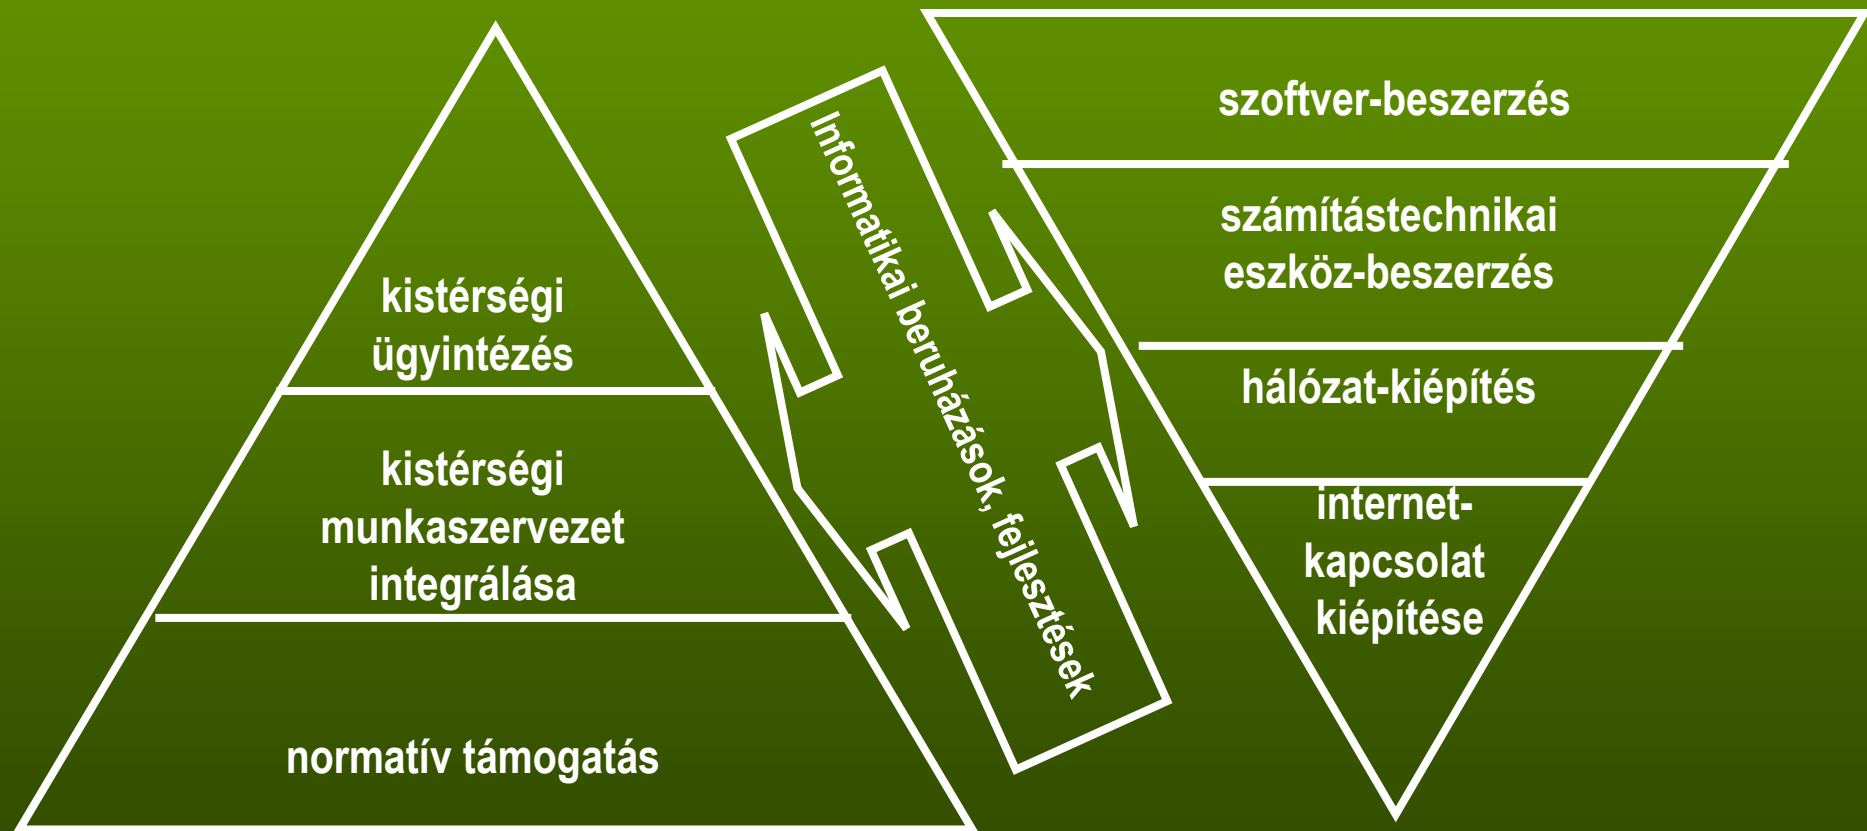 kistérségi
ügyintézés
kistérségi
munkaszervezet
integrálása
normatív támogatás
Informatikai beruházások, fejlesztések
szoftver-beszerzés
számítástechnikai
eszköz-beszerzés
hálózat-kiépítés
internet-
kapcsolat
kiépítése